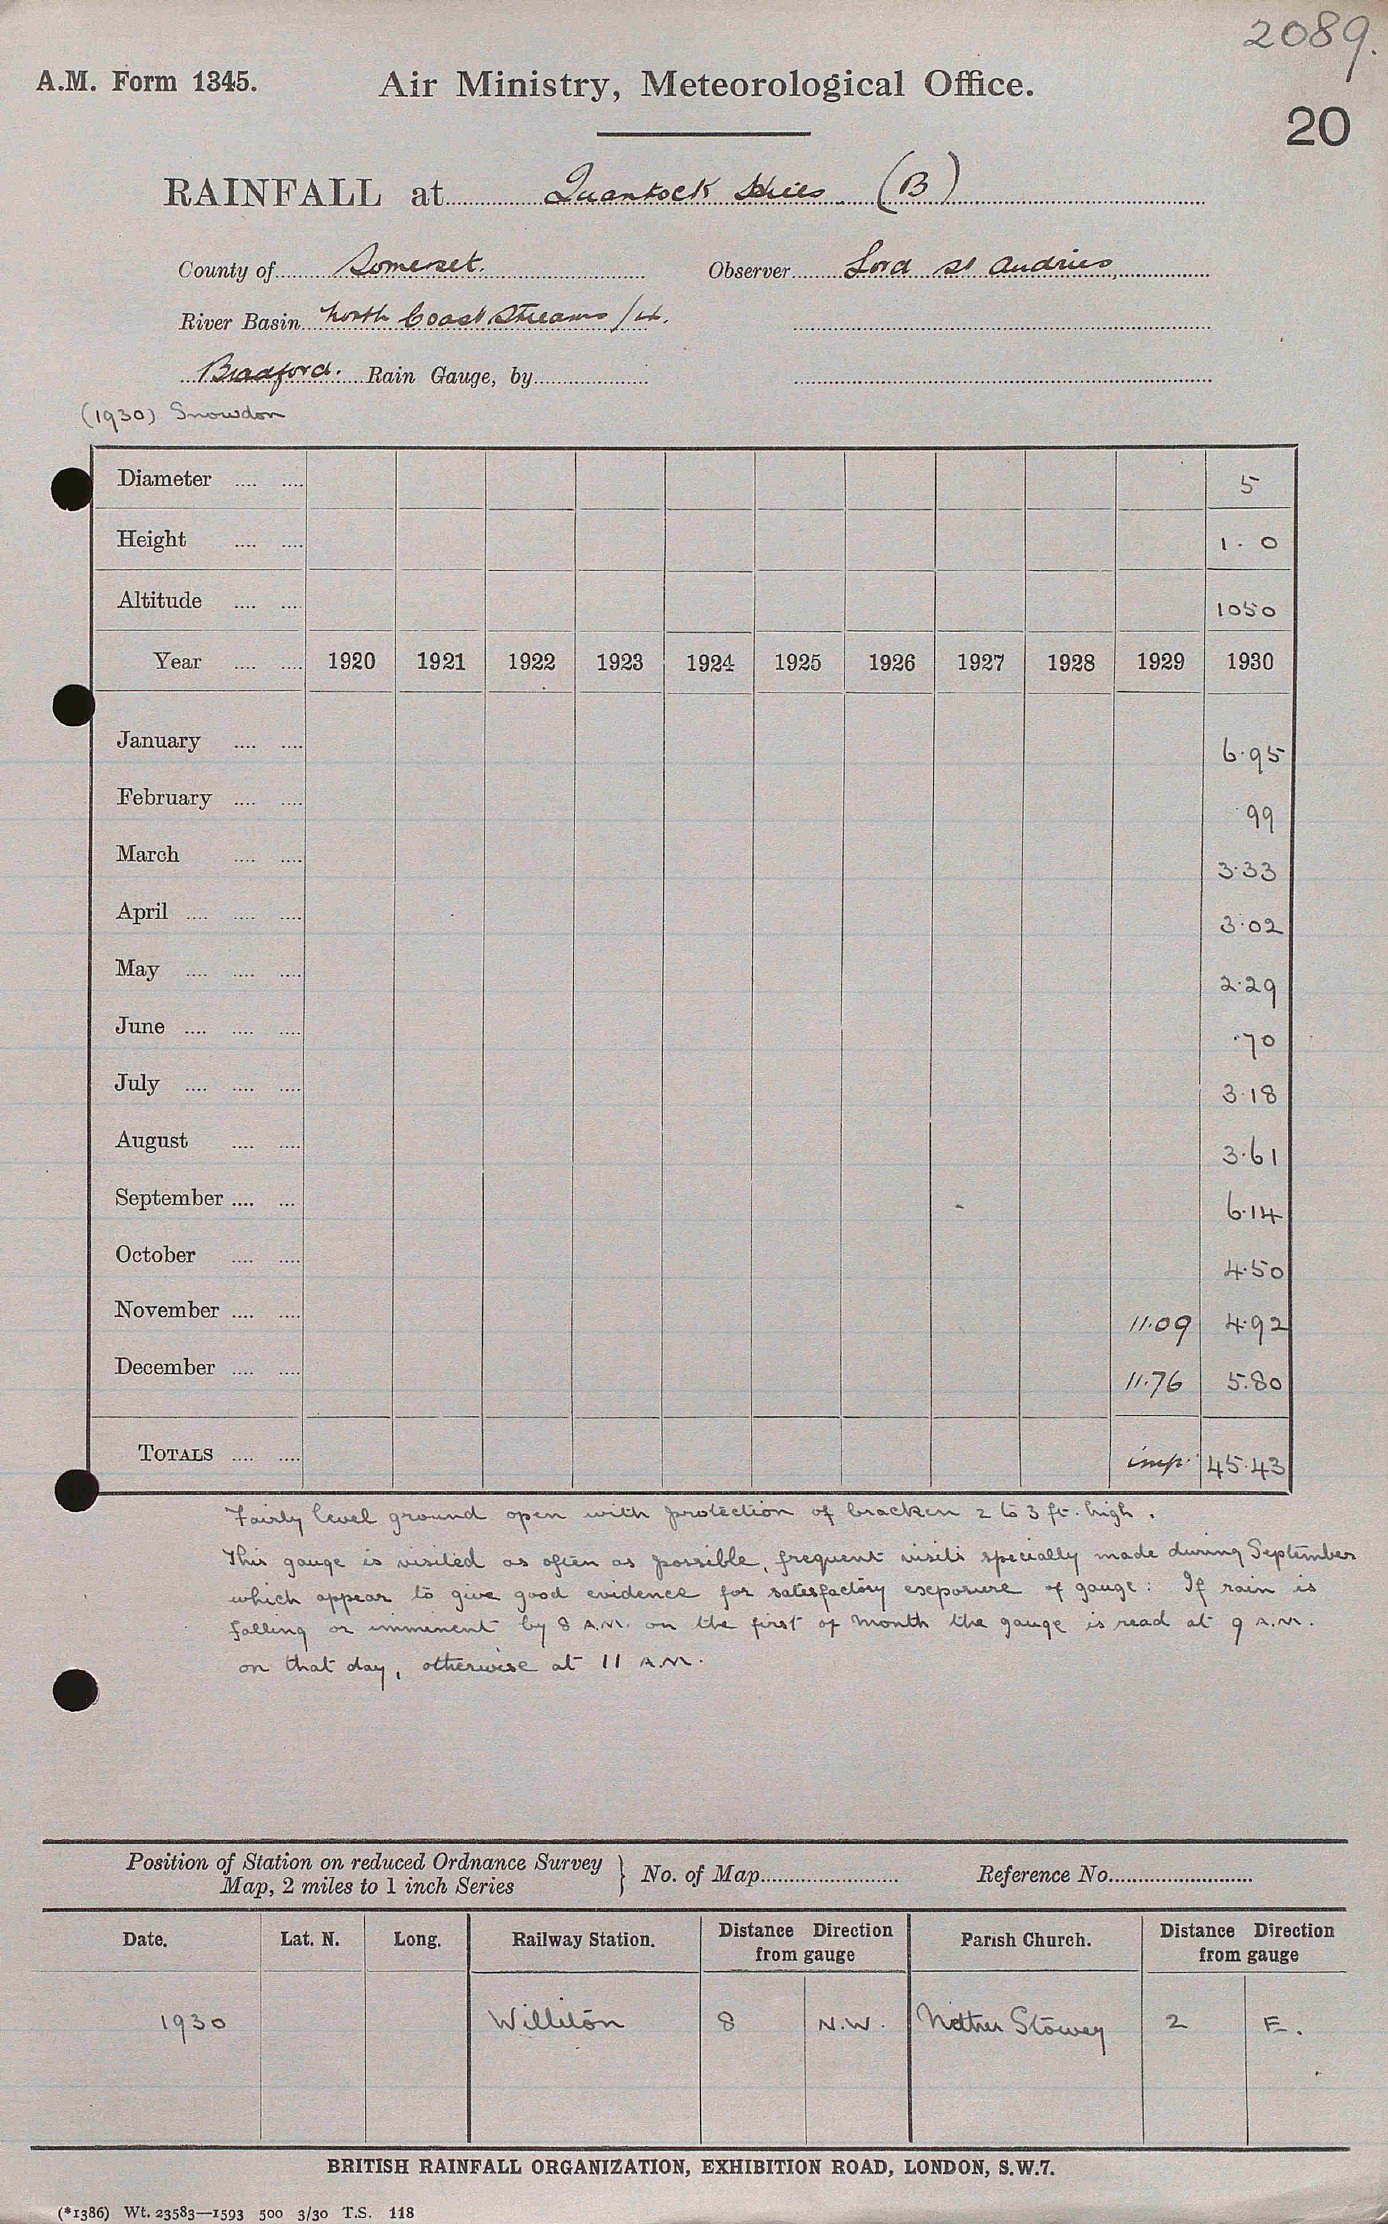 2089.
A.M. Form 1345. Air Ministry, Meteorological Office.
20
RAINFALL at Quantock Hills (B)
County of Somerset. Observer Lord St Audries,
River Basin North Coast Streams /
Bradford. Rain Gauge, by
(1930) Snowdon
Diameter 5
Height 1.0
Altitude 1050
Year 1920 1921 1922 1923 1924 1925 1926 1927 1928 1929 1930
January 6.95
February 99
March 3.33
April 3.02
May 2.29
June .70
July 3.18
August 3.61
September 6.14
October 4.50
November 11.09 4.92
December 11.76 5.80
TOTALS imp. 45.43
Fairly level ground open with protection of bracken 2 to 3 ft. high.
This gauge is visited as often as possible, frequent visits specially made during September
which appear to give good evidence for satisfactory exposure of gauge: If rain is
falling or imminent by 8 A.M. on the first of month the gauge is read at 9 A.M.
on that day, otherwise at 11 A.M.
Position of Station on reduced Ordnance Survey
Map, 2 miles to 1 inch Series } No. of Map Reference No.
Date. Lat. N. Long. Railway Station. Distance Direction from gauge Parish Church. Distance Direction from gauge
1930 Williton 8 N.W. Nether Stowey 2 E.
BRITISH RAINFALL ORGANIZATION, EXHIBITION ROAD, LONDON, S.W.7.
(*1386) Wt. 23583—1593 500 3/30 T.S. 118